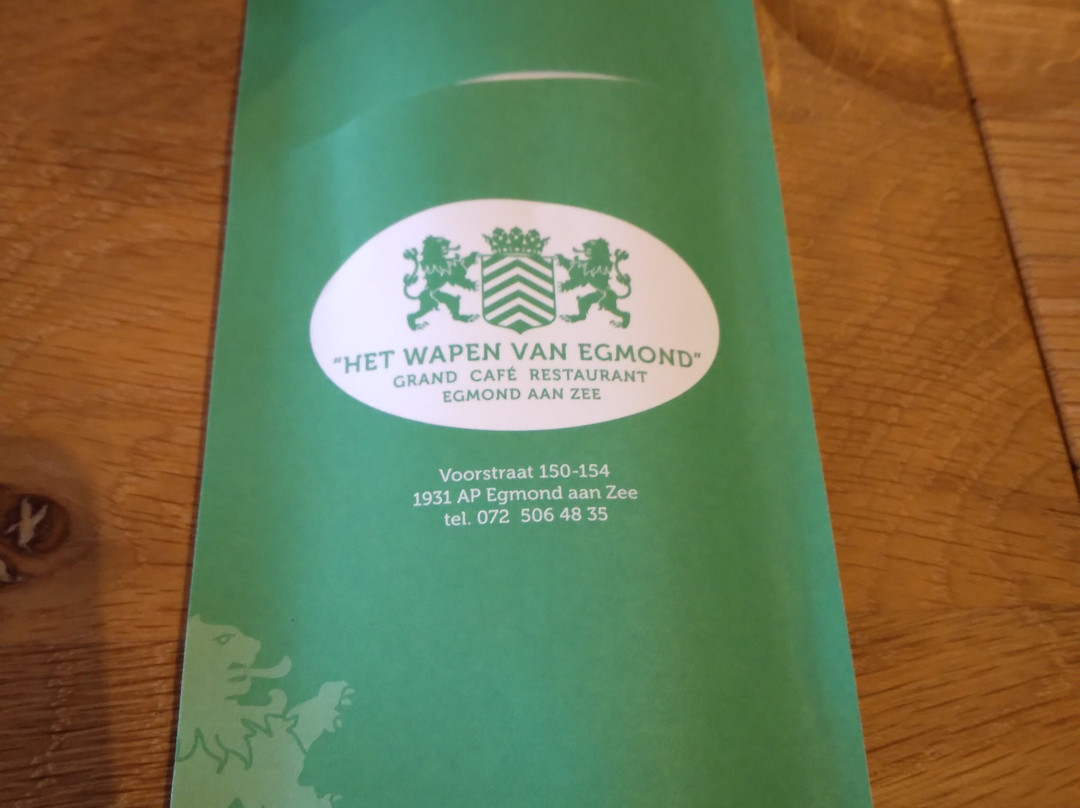 "HET WAPEN VAN EGMOND"
GRAND CAFÉ RESTAURANT
EGMOND AAN ZEE
Voorstraat 150-154
1931 AP Egmond aan Zee
tel. 072 506 48 35